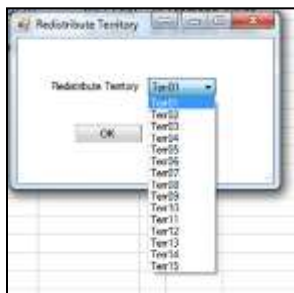 Redistribute Territory
Redistribute Territory Terr01
Terr01
Terr02
Terr03
Terr04
Terr05
Terr06
Terr07
Terr08
Terr09
Terr10
Terr11
Terr12
Terr13
Terr14
Terr15
OK